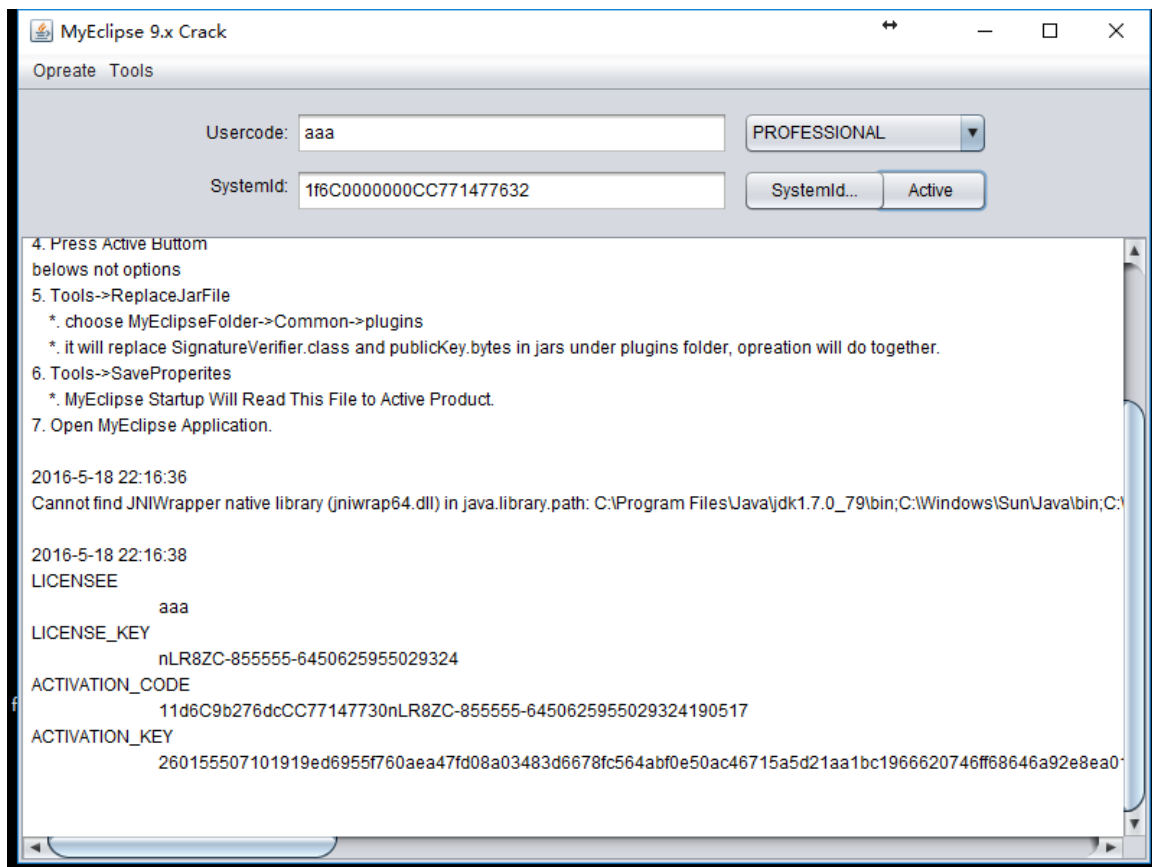 MyEclipse 9.x Crack
Opreate Tools
Usercode: aaa PROFESSIONAL
SystemId: 1f6C0000000CC771477632 SystemId... Active
4. Press Active Buttom
belows not options
5. Tools->ReplaceJarFile
*. choose MyEclipseFolder->Common->plugins
*. it will replace SignatureVerifier.class and publicKey.bytes in jars under plugins folder, opreation will do together.
6. Tools->SaveProperites
*. MyEclipse Startup Will Read This File to Active Product.
7. Open MyEclipse Application.
2016-5-18 22:16:36
Cannot find JNIWrapper native library (jniwrap64.dll) in java.library.path: C:\Program Files\Java\jdk1.7.0_79\bin;C:\Windows\Sun\Java\bin;C:\
2016-5-18 22:16:38
LICENSEE
aaa
LICENSE_KEY
nLR8ZC-855555-6450625955029324
ACTIVATION_CODE
11d6C9b276dcCC77147730nLR8ZC-855555-6450625955029324190517
ACTIVATION_KEY
260155507101919ed6955f760aea47fd08a03483d6678fc564abf0e50ac46715a5d21aa1bc1966620746ff68646a92e8ea01